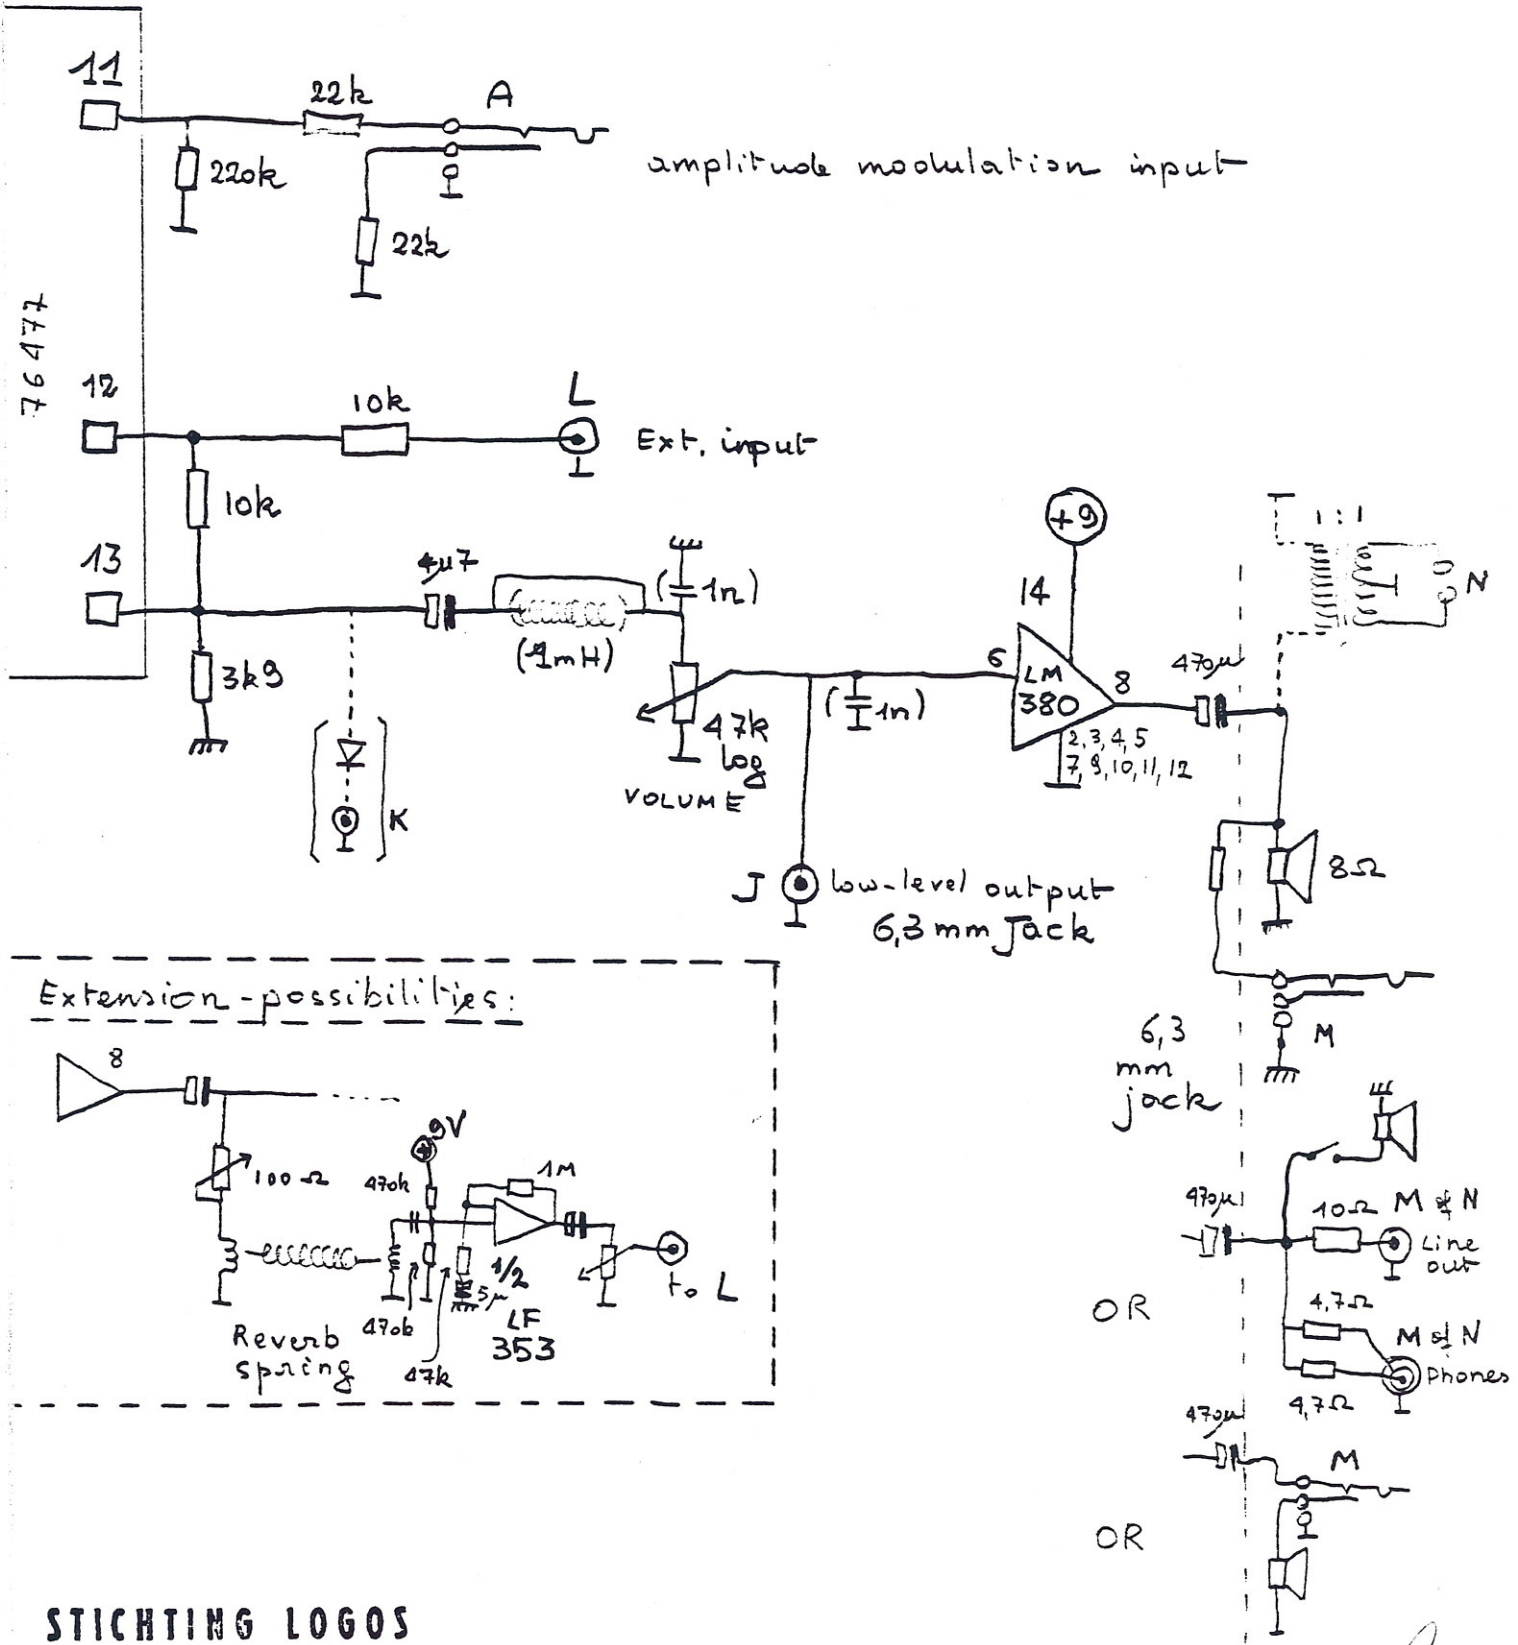 11
22k
A
220k
amplitude modulation input
22k
76477
12
10k
L
Ext. input
10k
13
4µ7
(1n)
(1mH)
3k9
K
47k
log
VOLUME
(1n)
+9
14
6
LM
380
8
2,3,4,5
7,9,10,11,12
470µ
1:1
N
8Ω
J
low-level output
6,3 mm Jack
M
6,3
mm
jack
Extension-possibilities:
8
100Ω
9V
470k
1M
470k
47k
5µ
1/2
LF
353
to L
Reverb
spring
470µ
10Ω
M & N
Line
out
OR
4,7Ω
M & N
Phones
4,7Ω
470µ
M
OR
STICHTING LOGOS